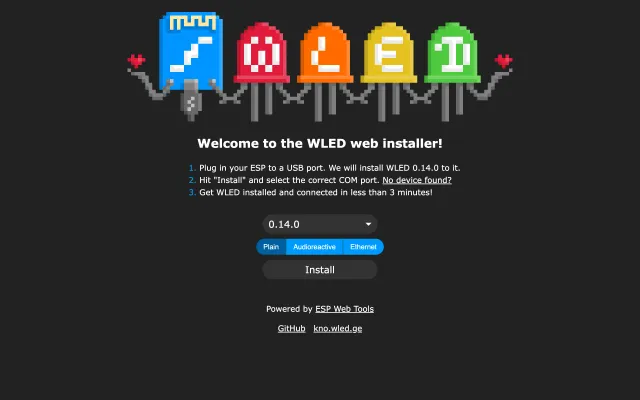 WLED
Welcome to the WLED web installer!
1. Plug in your ESP to a USB port. We will install WLED 0.14.0 to it.
2. Hit "Install" and select the correct COM port. No device found?
3. Get WLED installed and connected in less than 3 minutes!
0.14.0
Plain Audioreactive Ethernet
Install
Powered by ESP Web Tools
GitHub kno.wled.ge